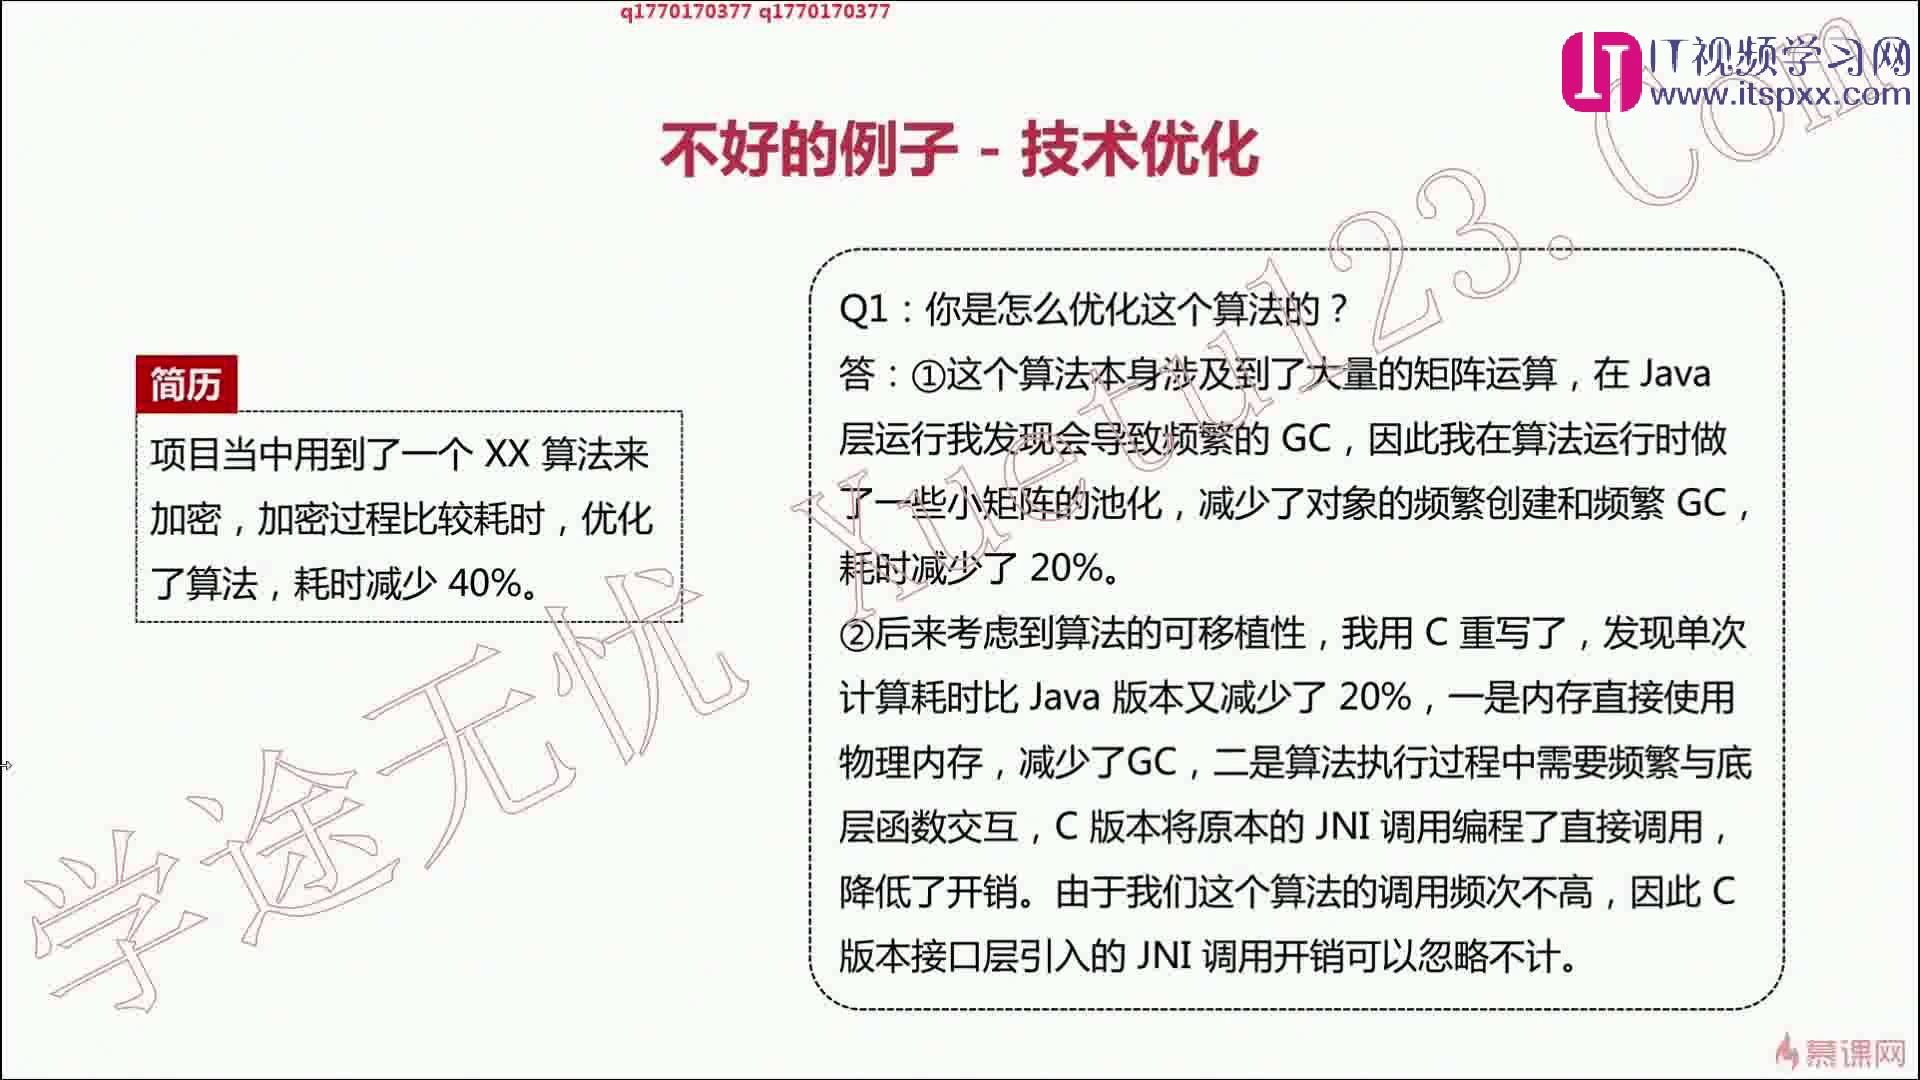 q1770170377 q1770170377
IT视频学习网
www.itspxx.com
不好的例子 - 技术优化
简历
项目当中用到了一个 XX 算法来
加密，加密过程比较耗时，优化
了算法，耗时减少 40%。
Q1：你是怎么优化这个算法的？
答：①这个算法本身涉及到了大量的矩阵运算，在 Java
层运行我发现会导致频繁的 GC，因此我在算法运行时做
了一些小矩阵的池化，减少了对象的频繁创建和频繁 GC，
耗时减少了 20%。
②后来考虑到算法的可移植性，我用 C 重写了，发现单次
计算耗时比 Java 版本又减少了 20%，一是内存直接使用
物理内存，减少了GC，二是算法执行过程中需要频繁与底
层函数交互，C 版本将原本的 JNI 调用编程了直接调用，
降低了开销。由于我们这个算法的调用频次不高，因此 C
版本接口层引入的 JNI 调用开销可以忽略不计。
学途无忧 Xuetu123.Com
慕课网